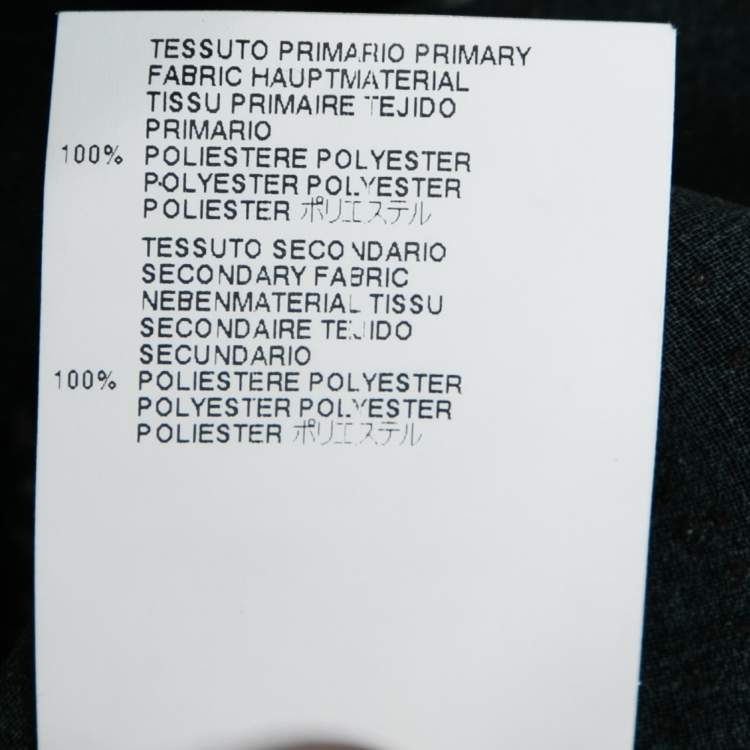 TESSUTO PRIMARIO PRIMARY
FABRIC HAUPTMATERIAL
TISSU PRIMAIRE TEJIDO
PRIMARIO
100% POLIESTERE POLYESTER
POLYESTER POLYESTER
POLIESTER ポリエステル
TESSUTO SECONDARIO
SECONDARY FABRIC
NEBENMATERIAL TISSU
SECONDAIRE TEJIDO
SECUNDARIO
100% POLIESTERE POLYESTER
POLYESTER POLYESTER
POLIESTER ポリエステル